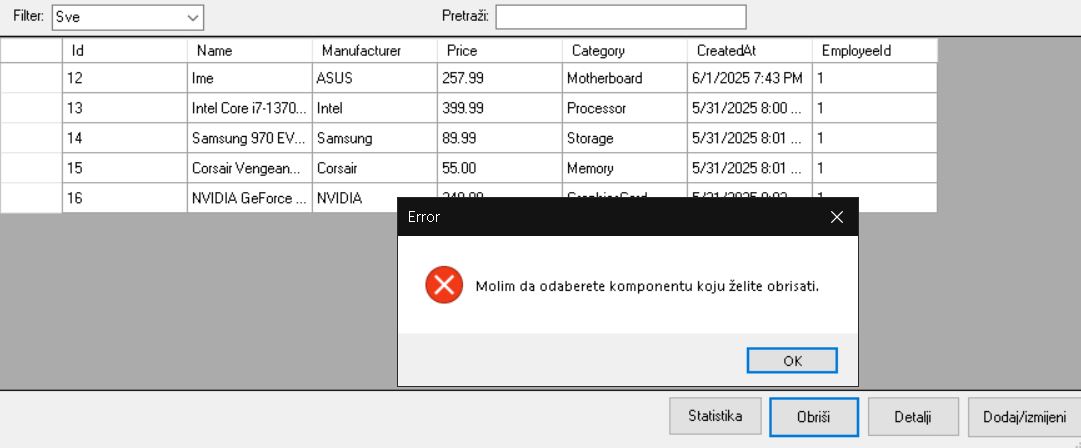 Filter: Sve Pretraži:
Id Name Manufacturer Price Category CreatedAt EmployeeId
12 Ime ASUS 257.99 Motherboard 6/1/2025 7:43 PM 1
13 Intel Core i7-1370... Intel 399.99 Processor 5/31/2025 8:00 ... 1
14 Samsung 970 EV... Samsung 89.99 Storage 5/31/2025 8:01 ... 1
15 Corsair Vengean... Corsair 55.00 Memory 5/31/2025 8:01 ... 1
16 NVIDIA GeForce ... NVIDIA
Error
Molim da odaberete komponentu koju želite obrisati.
OK
Statistika Obriši Detalji Dodaj/izmijeni